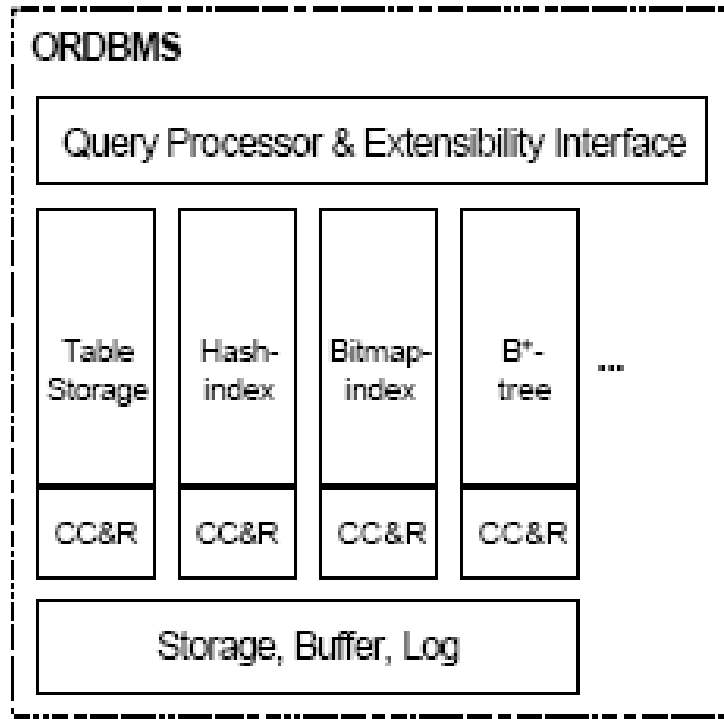 ORDBMS
Query Processor & Extensibility Interface
Table
Storage
Hash-
index
Bitmap-
index
B+-
tree
...
CC&R
CC&R
CC&R
CC&R
Storage, Buffer, Log